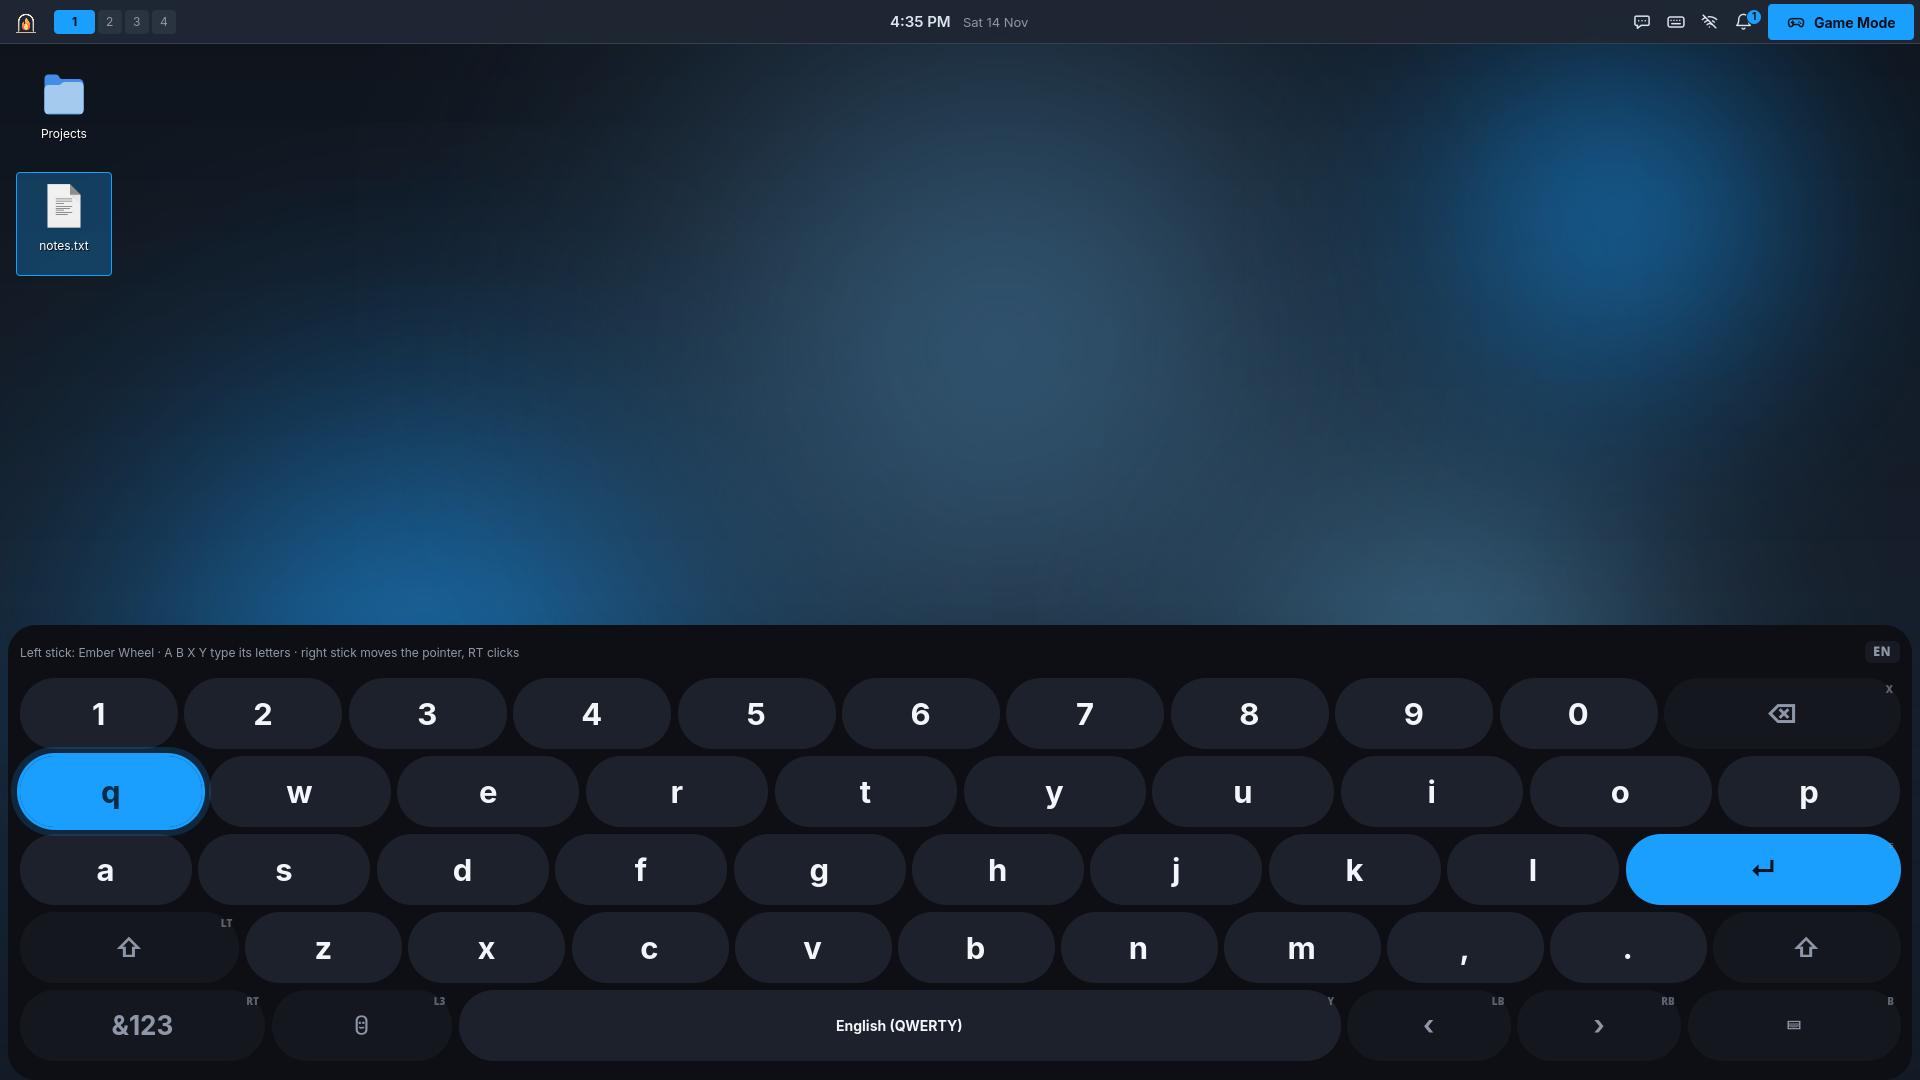 1 2 3 4
4:35 PM Sat 14 Nov
1
Game Mode
Projects
notes.txt
Left stick: Ember Wheel · A B X Y type its letters · right stick moves the pointer, RT clicks
EN
1 2 3 4 5 6 7 8 9 0 X
q w e r t y u i o p
a s d f g h j k l
LT z x c v b n m , .
&123 RT L3 English (QWERTY) Y ‹ LB › RB B